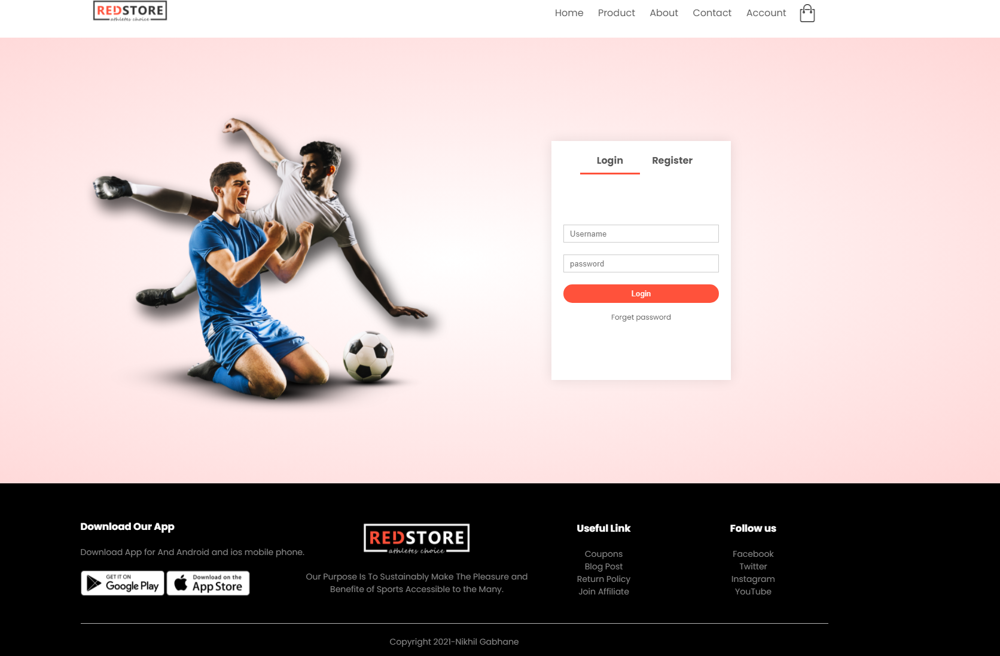 REDSTORE
athletes choice
Home Product About Contact Account
Login Register
Username
password
Login
Forget password
Download Our App
Download App for And Android and ios mobile phone.
GET IT ON
Google Play
Download on the
App Store
REDSTORE
athletes choice
Our Purpose Is To Sustainably Make The Pleasure and
Benefite of Sports Accessible to the Many.
Useful Link
Coupons
Blog Post
Return Policy
Join Affiliate
Follow us
Facebook
Twitter
Instagram
YouTube
Copyright 2021-Nikhil Gabhane